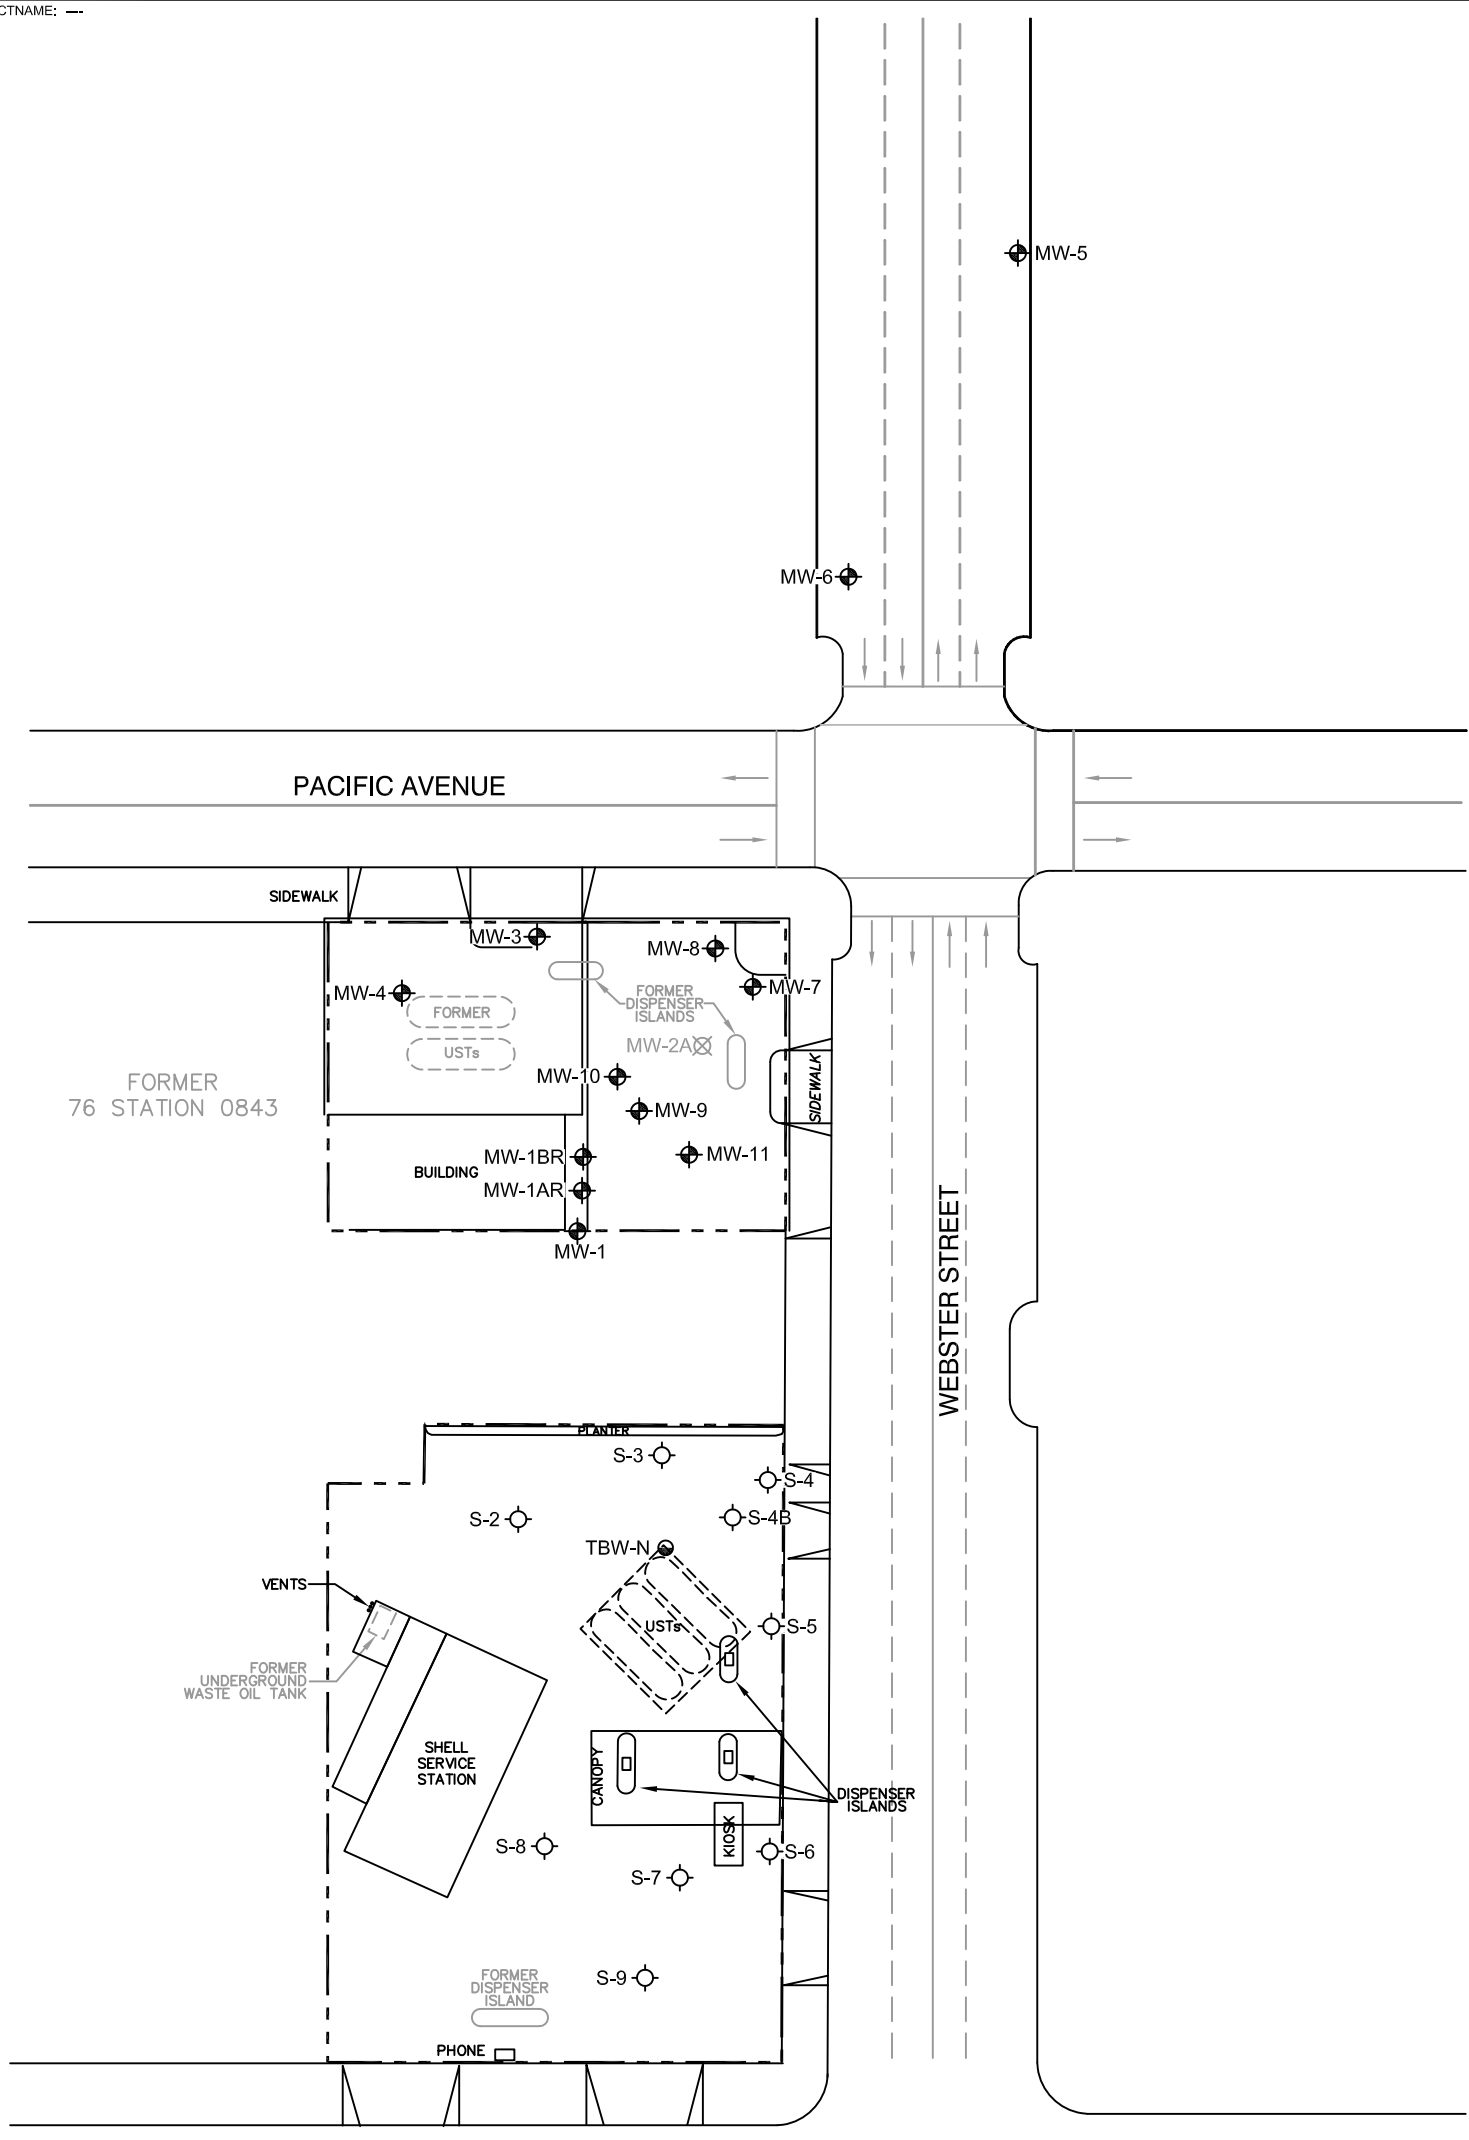 CTNAME: ---
MW-5
MW-6
PACIFIC AVENUE
SIDEWALK
MW-3
MW-8
MW-4
MW-7
FORMER
DISPENSER
ISLANDS
FORMER
USTs
MW-2A
FORMER
76 STATION 0843
MW-10
MW-9
SIDEWALK
MW-1BR
MW-11
BUILDING
MW-1AR
MW-1
WEBSTER STREET
PLANTER
S-3
S-4
S-2
S-4B
TBW-N
VENTS
USTs
S-5
FORMER
UNDERGROUND
WASTE OIL TANK
SHELL
SERVICE
STATION
CANOPY
DISPENSER
ISLANDS
KIOSK
S-8
S-6
S-7
S-9
FORMER
DISPENSER
ISLAND
PHONE